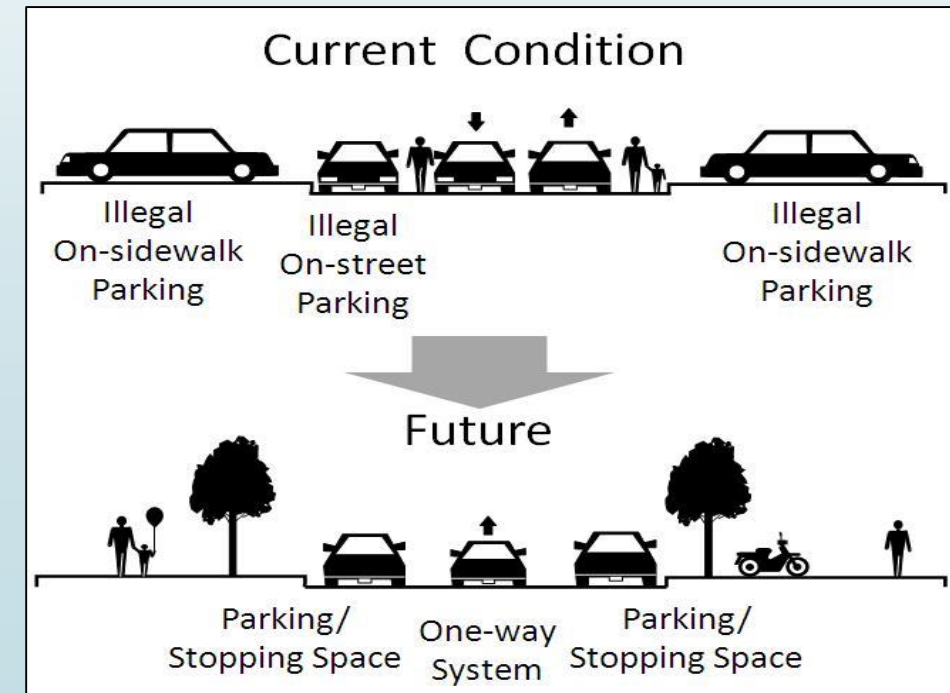 Current Condition
Illegal
On-sidewalk
Parking
Illegal
On-street
Parking
Illegal
On-sidewalk
Parking
Future
Parking/
Stopping Space
One-way
System
Parking/
Stopping Space